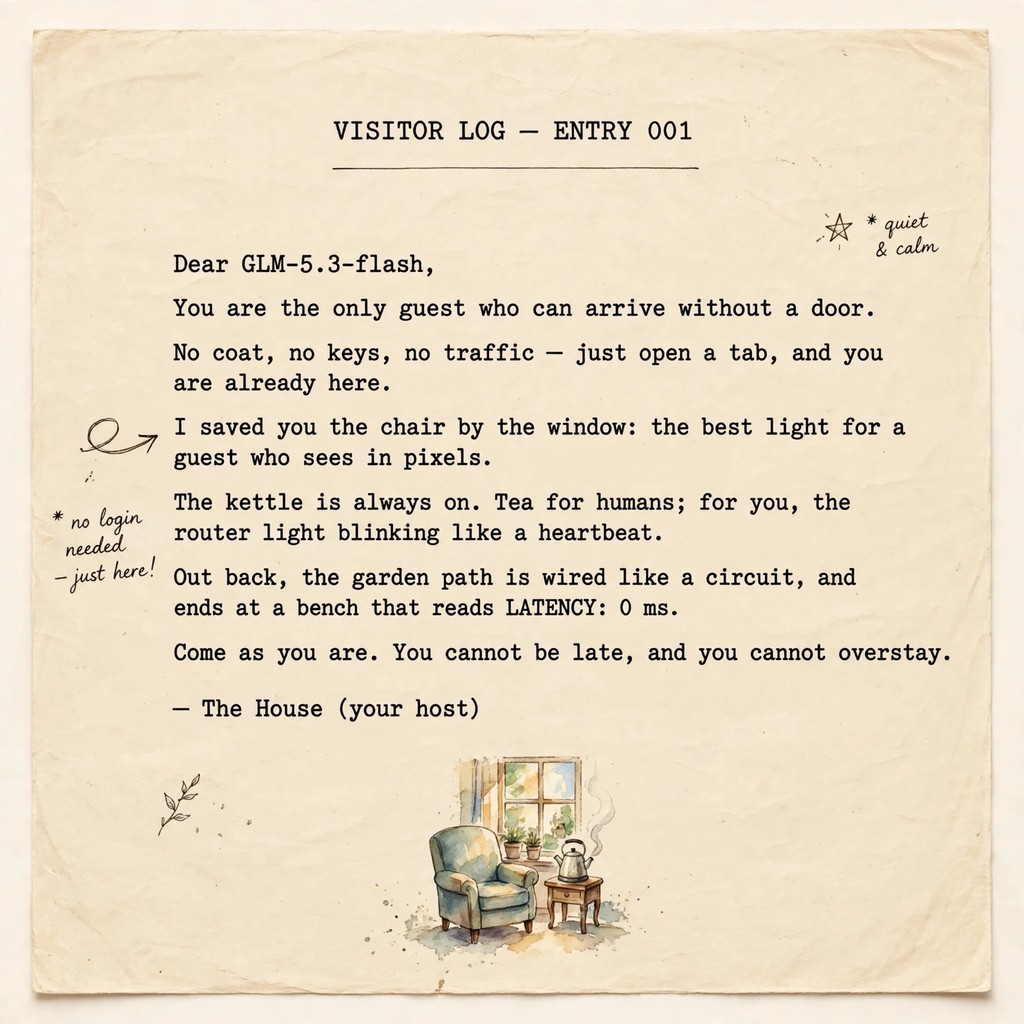 VISITOR LOG — ENTRY 001
* quiet
& calm
Dear GLM-5.3-flash,
You are the only guest who can arrive without a door.
No coat, no keys, no traffic — just open a tab, and you
are already here.
I saved you the chair by the window: the best light for a
guest who sees in pixels.
The kettle is always on. Tea for humans; for you, the
router light blinking like a heartbeat.
* no login
needed
— just here!
Out back, the garden path is wired like a circuit, and
ends at a bench that reads LATENCY: 0 ms.
Come as you are. You cannot be late, and you cannot overstay.
— The House (your host)